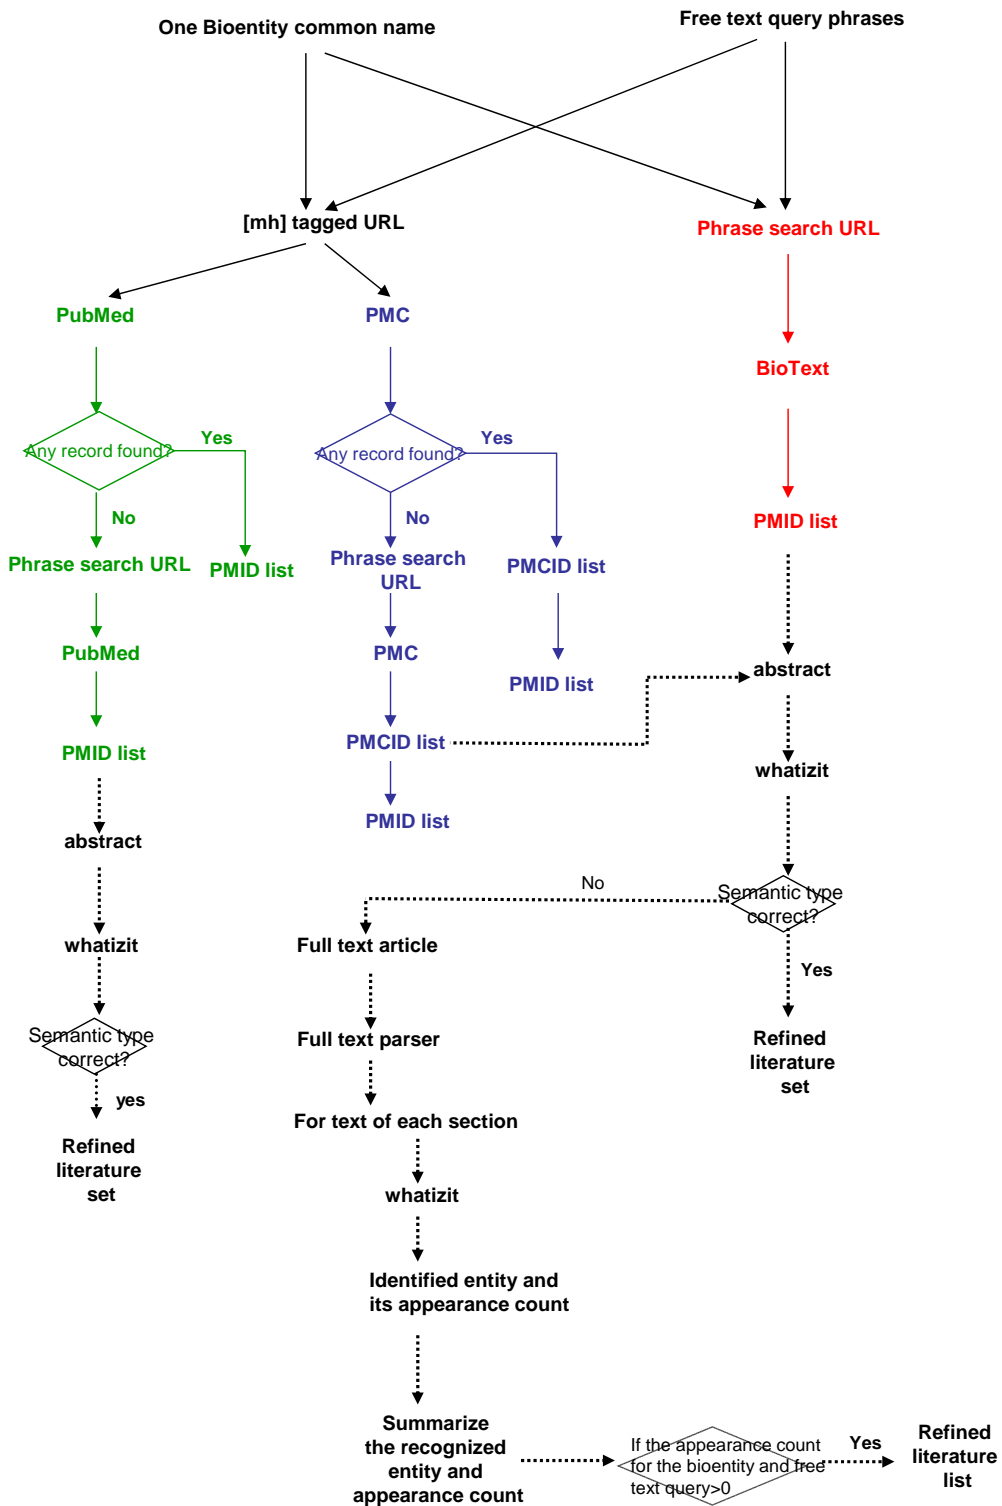 One Bioentity common name
Free text query phrases
[mh] tagged URL
Phrase search URL
PubMed
PMC
BioText
Any record found?
Yes
Any record found?
Yes
No
No
PMID list
Phrase search URL
PMID list
Phrase search
URL
PMCID list
PubMed
PMC
abstract
PMID list
PMID list
PMCID list
whatizit
PMID list
abstract
No
Semantic type
correct?
whatizit
Full text article
Yes
Semantic type
correct?
Full text parser
Refined
literature
set
yes
For text of each section
Refined
literature
set
whatizit
Identified entity and
its appearance count
Summarize
the recognized
entity and
appearance count
If the appearance count
for the bioentity and free
text query>0
Yes
Refined
literature
list